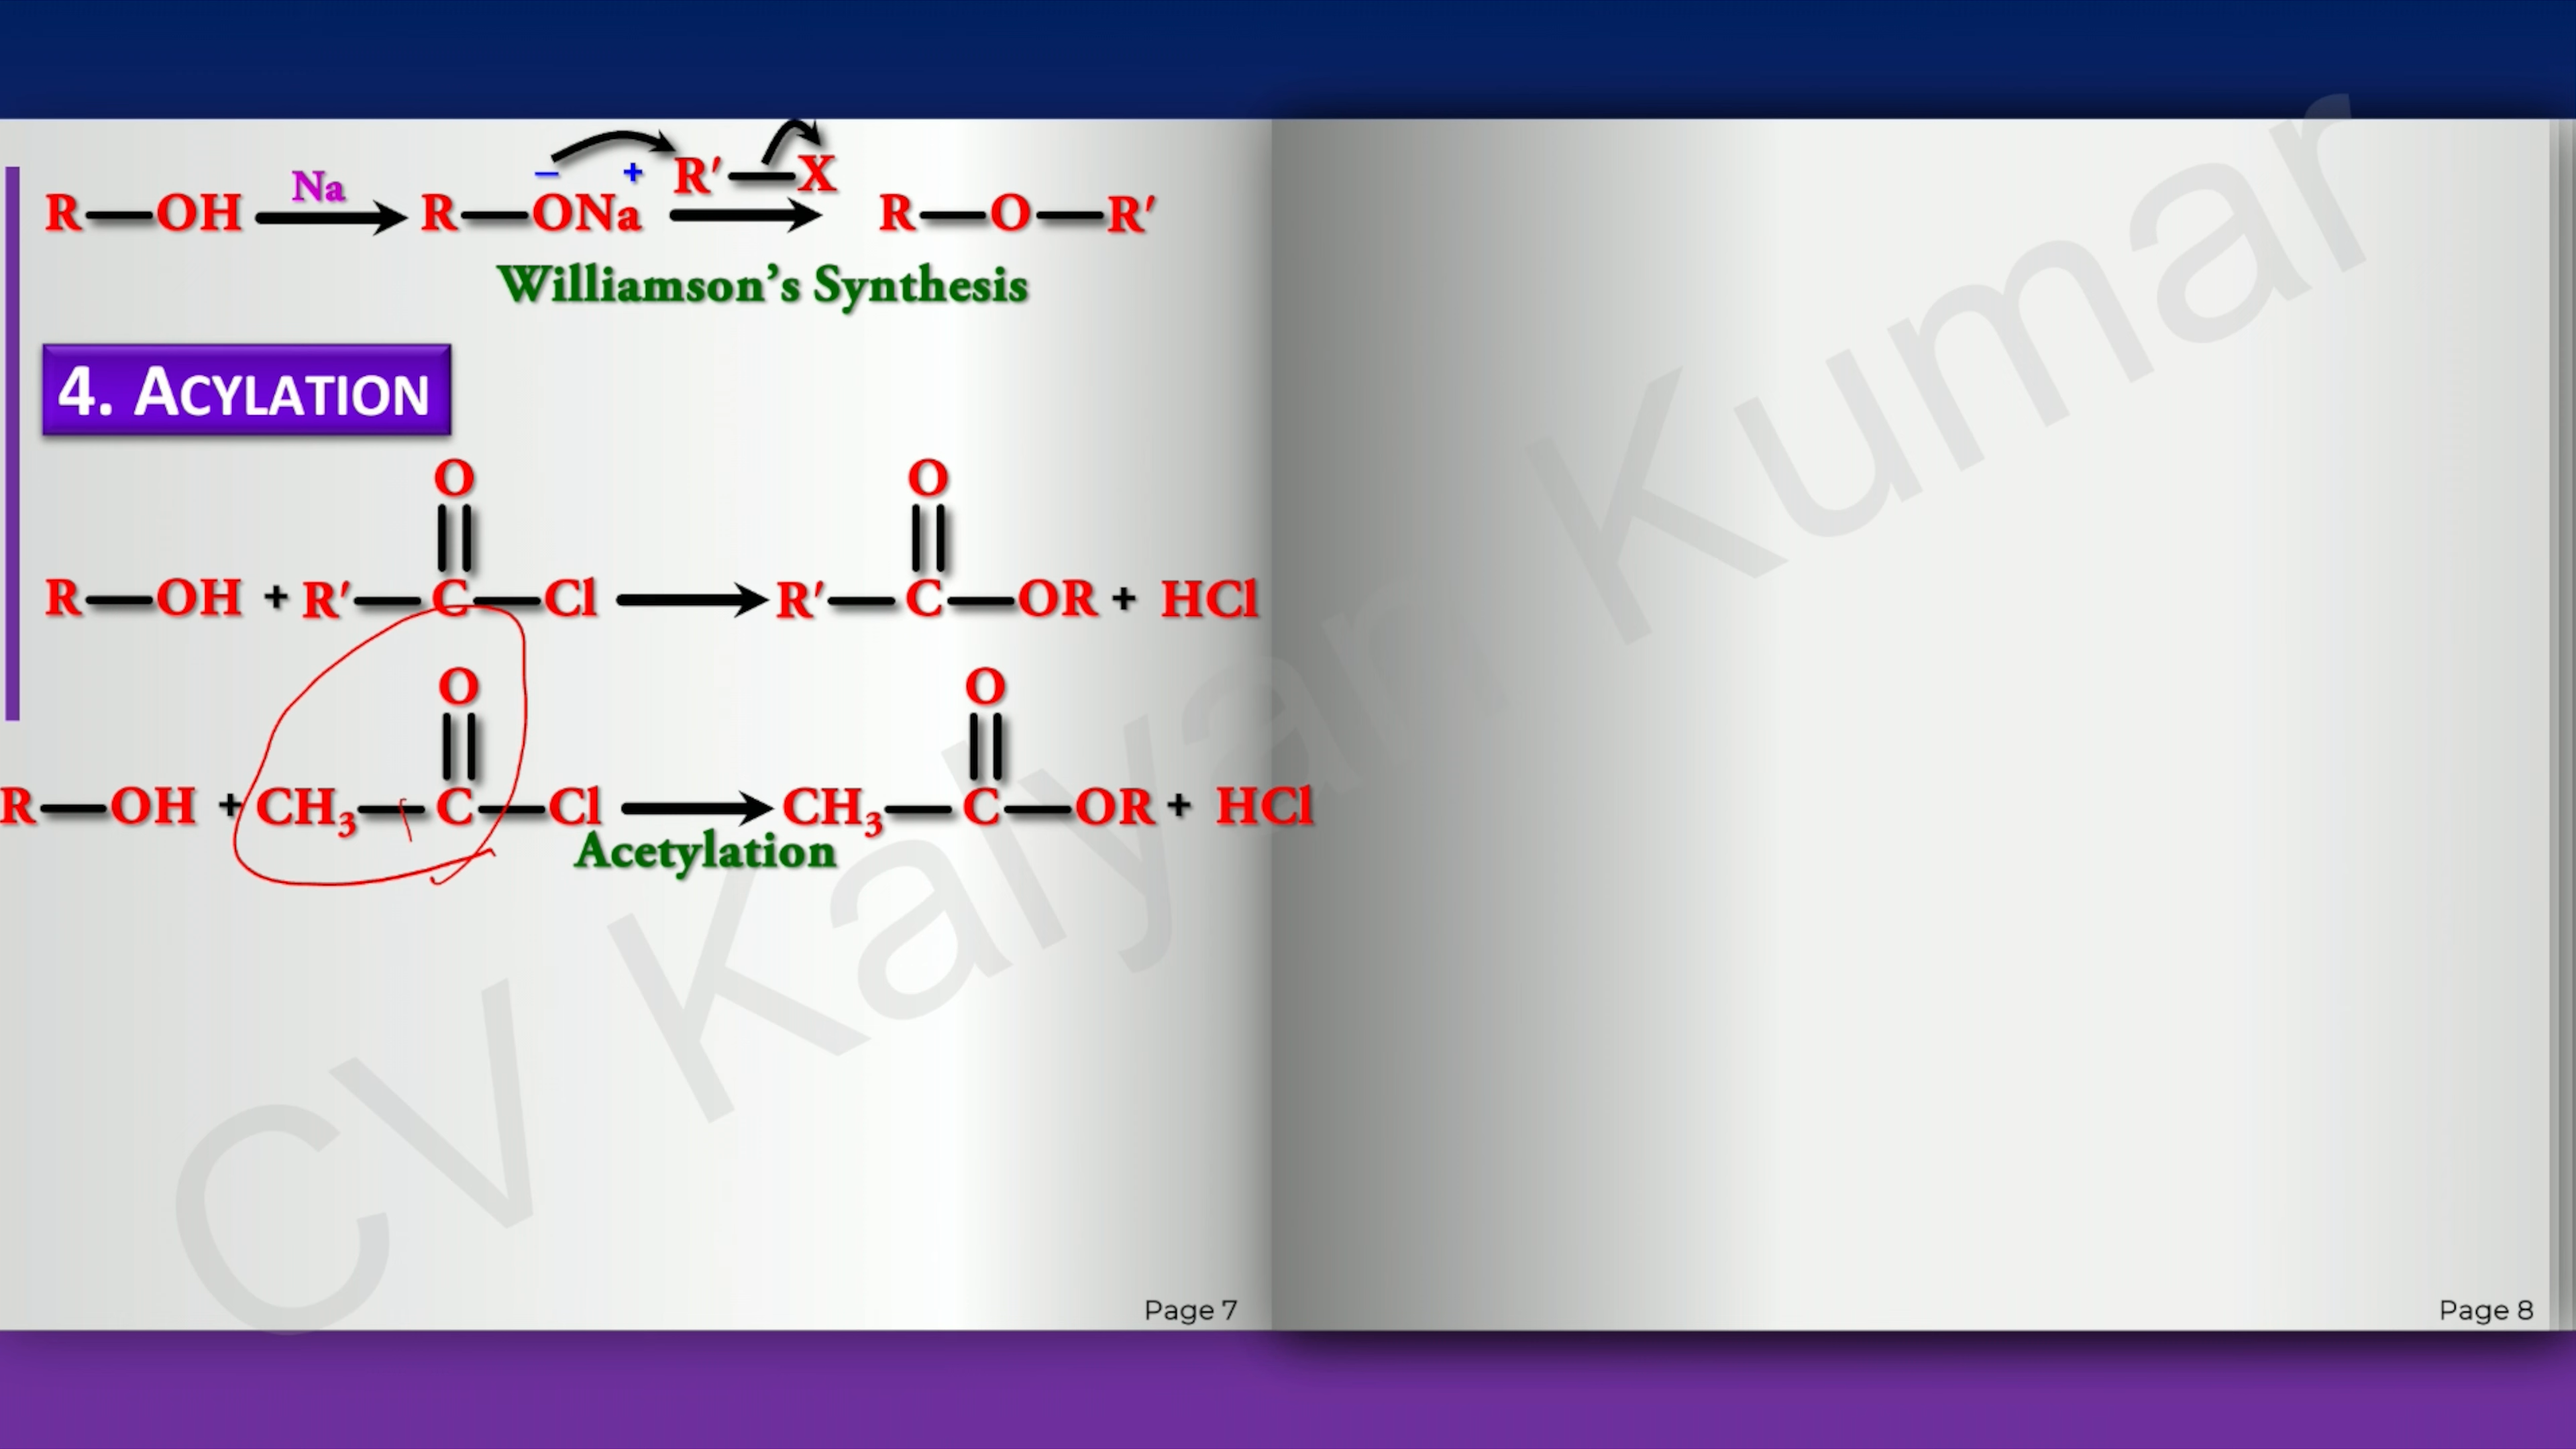 R—OH Na R—ONa − + R′—X R—O—R′
Williamson’s Synthesis
4. ACYLATION
O O
R—OH + R′—C—Cl R′—C—OR + HCl
O O
R—OH + CH₃—C—Cl CH₃—C—OR + HCl
Acetylation
CV Kalyan Kumar
Page 7
Page 8